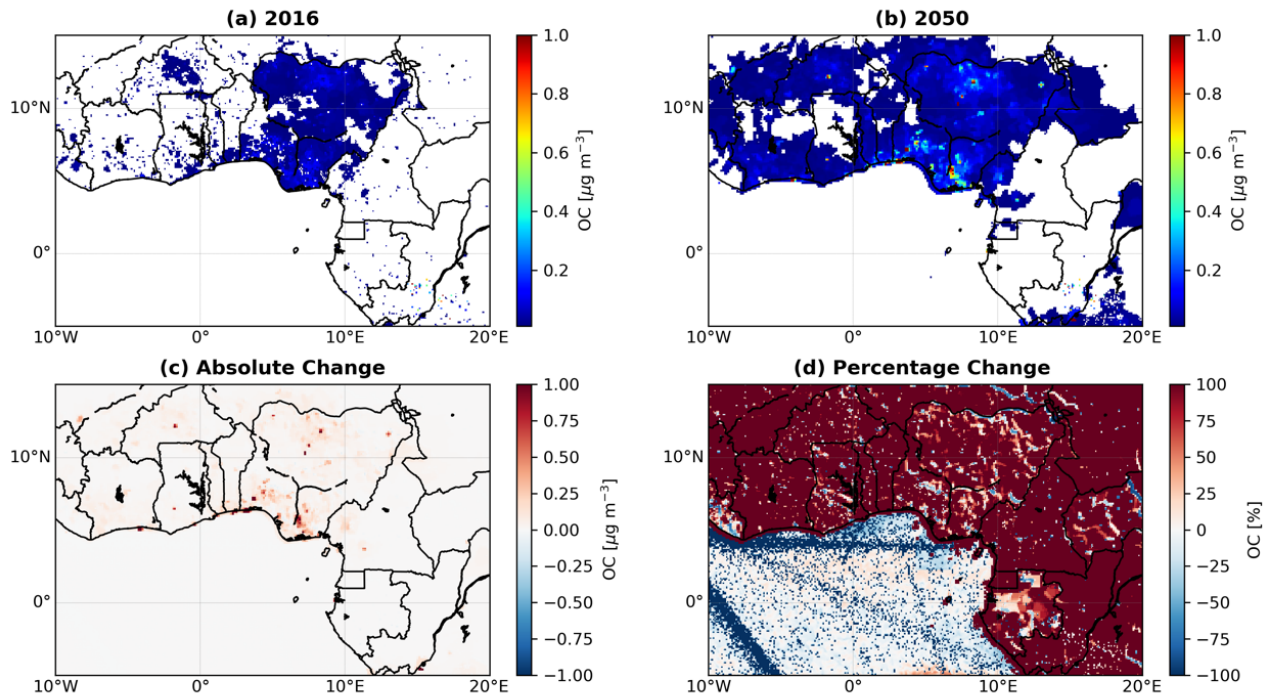 (a) 2016
(b) 2050
1.0
0.8
0.6
0.4
0.2
OC [μg m⁻³]
10°N
0°
10°W 0° 10°E 20°E
1.0
0.8
0.6
0.4
0.2
OC [μg m⁻³]
10°N
0°
10°W 0° 10°E 20°E
(c) Absolute Change
(d) Percentage Change
1.00
0.75
0.50
0.25
0.00
−0.25
−0.50
−0.75
−1.00
OC [μg m⁻³]
10°N
0°
10°W 0° 10°E 20°E
100
75
50
25
0
−25
−50
−75
−100
OC [%]
10°N
0°
10°W 0° 10°E 20°E